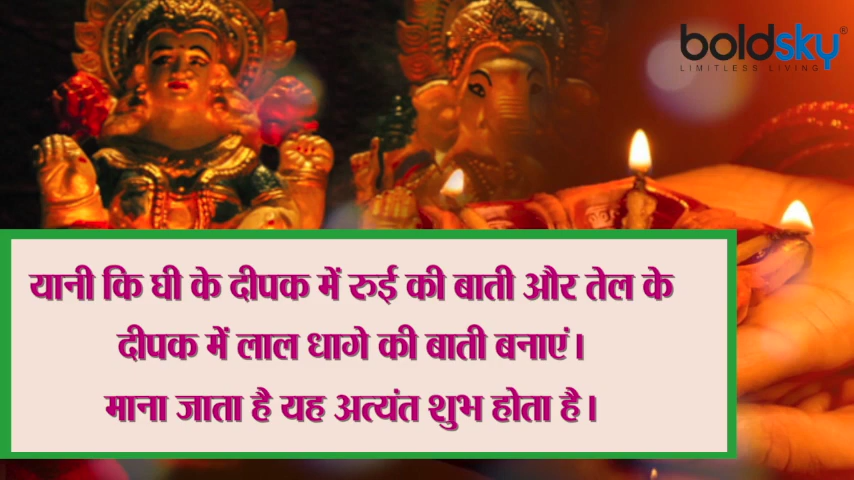 boldsky®
LIMITLESS LIVING
यानी कि घी के दीपक में रुई की बाती और तेल के
दीपक में लाल धागे की बाती बनाएं।
माना जाता है यह अत्यंत शुभ होता है।